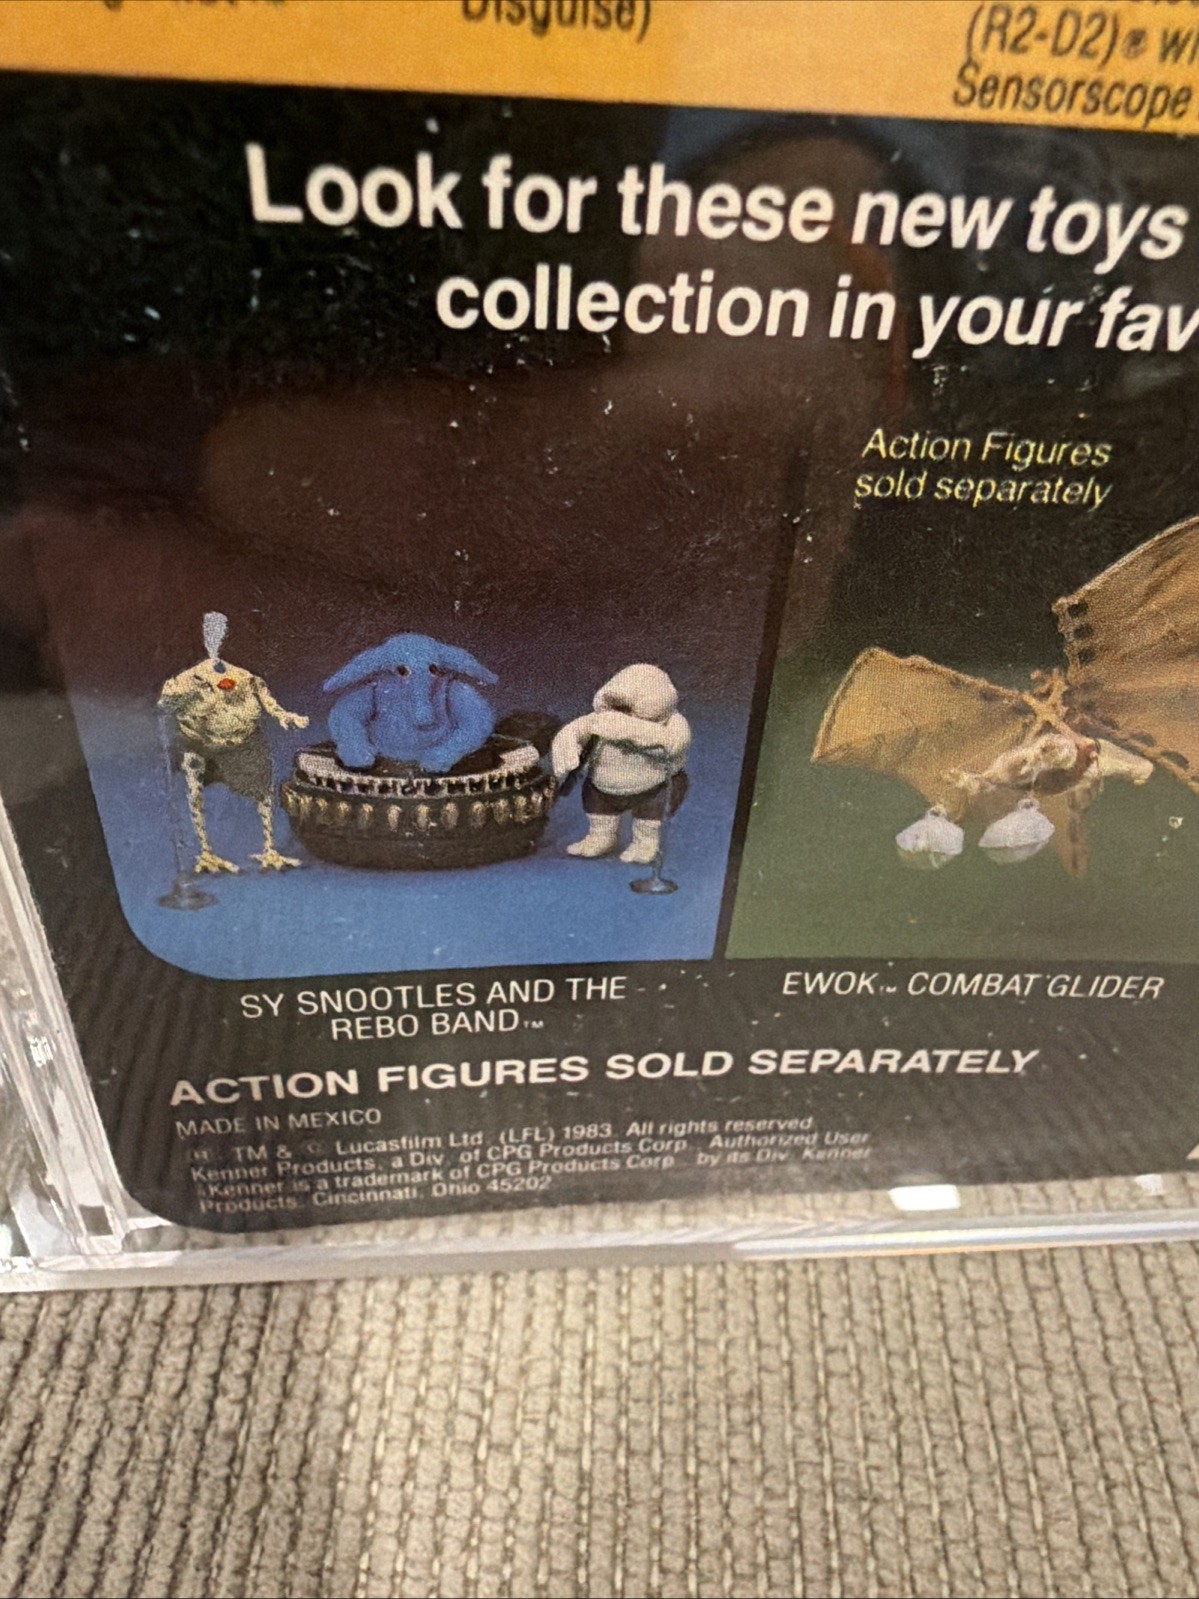 Disguise)
(R2-D2)®
Sensorscope
Look for these new toys
collection in your
Action Figures
sold separately
SY SNOOTLES AND THE
REBO BAND™
EWOK™ COMBAT GLIDER
ACTION FIGURES SOLD SEPARATELY
MADE IN MEXICO
® TM & © Lucasfilm Ltd. (LFL) 1983. All rights reserved
Kenner Products, a Div. of CPG Products Corp. Authorized User
Kenner is a trademark of CPG Products Corp. by its Div. Kenner
Products, Cincinnati, Ohio 45202